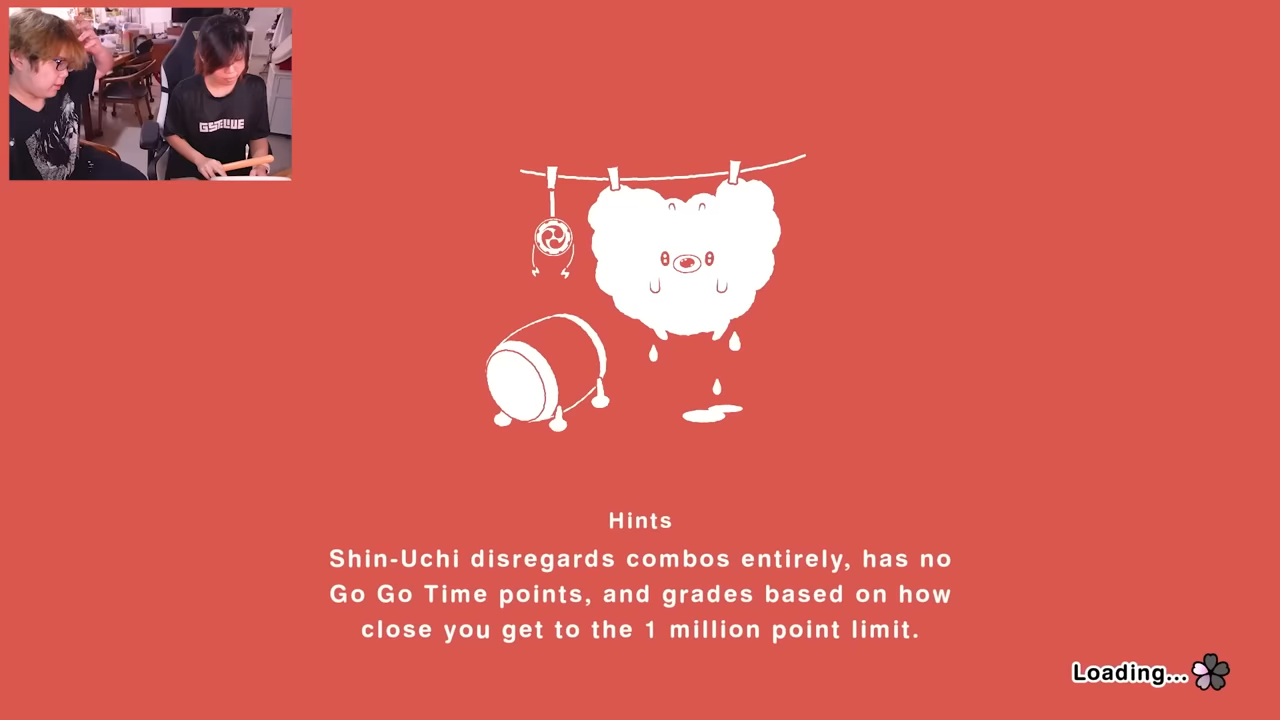 GSTELIVE
Hints
Shin-Uchi disregards combos entirely, has no
Go Go Time points, and grades based on how
close you get to the 1 million point limit.
Loading...